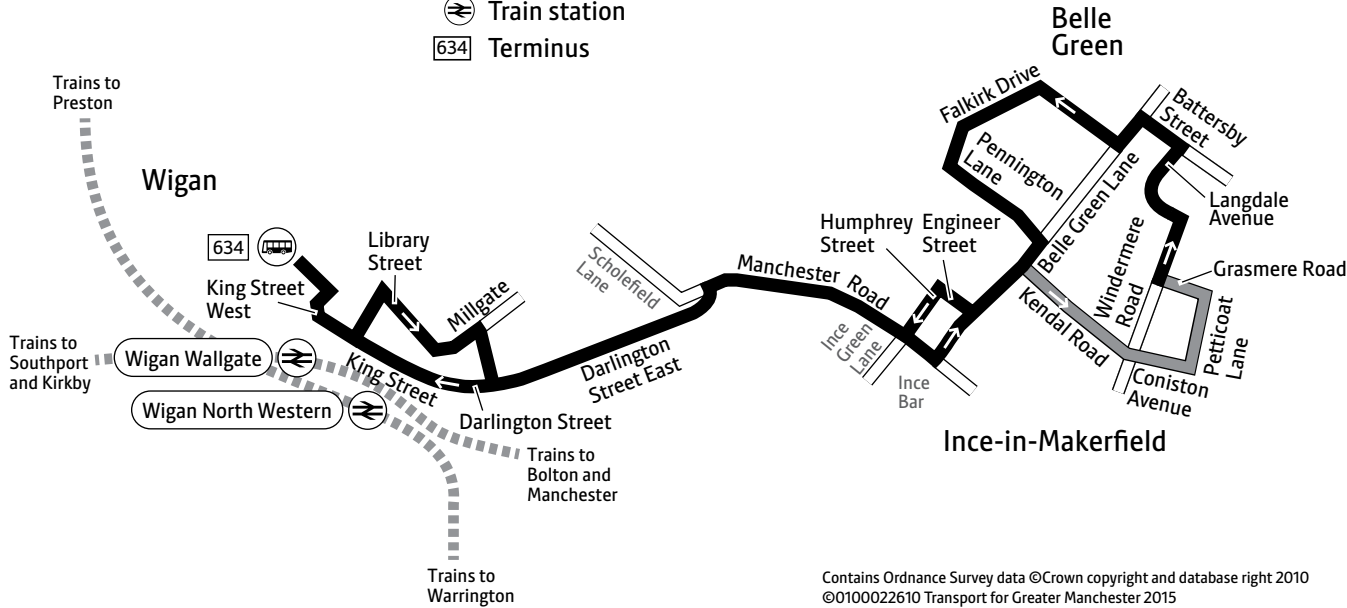 Train station
634 Terminus
Belle
Green
Trains to
Preston
Wigan
634
King Street
West
Library
Street
Millgate
Scholefield
Lane
Trains to
Southport
and Kirkby
Wigan Wallgate
Wigan North Western
King Street
Darlington Street
Darlington
Street East
Trains to
Bolton and
Manchester
Trains to
Warrington
Manchester Road
Humphrey
Street
Engineer
Street
Ince
Green
Lane
Ince
Bar
Falkirk Drive
Pennington
Lane
Belle Green Lane
Battersby
Street
Langdale
Avenue
Windermere
Road
Grasmere Road
Kendal Road
Petticoat
Lane
Coniston
Avenue
Ince-in-Makerfield
Contains Ordnance Survey data ©Crown copyright and database right 2010
©0100022610 Transport for Greater Manchester 2015